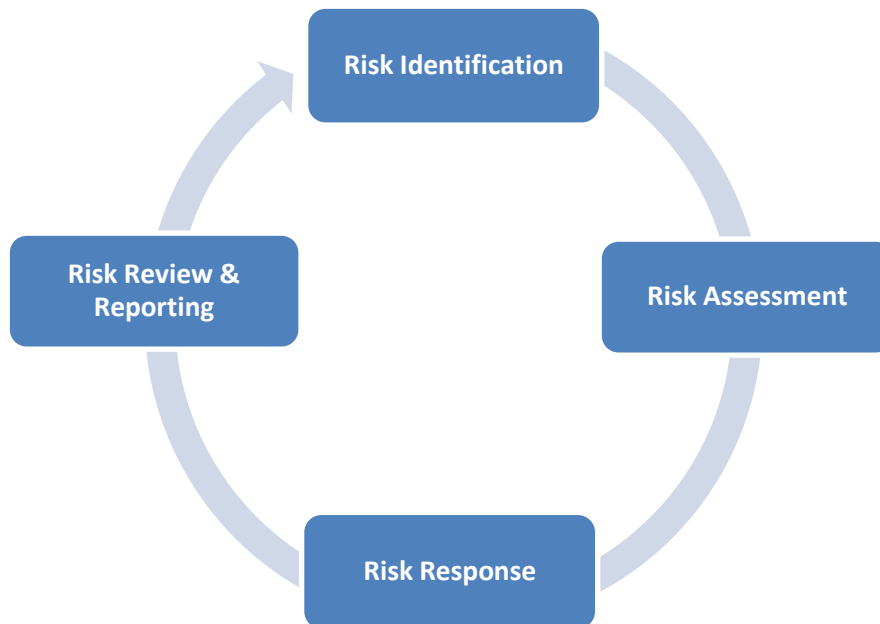 Risk Identification
Risk Assessment
Risk Response
Risk Review &
Reporting